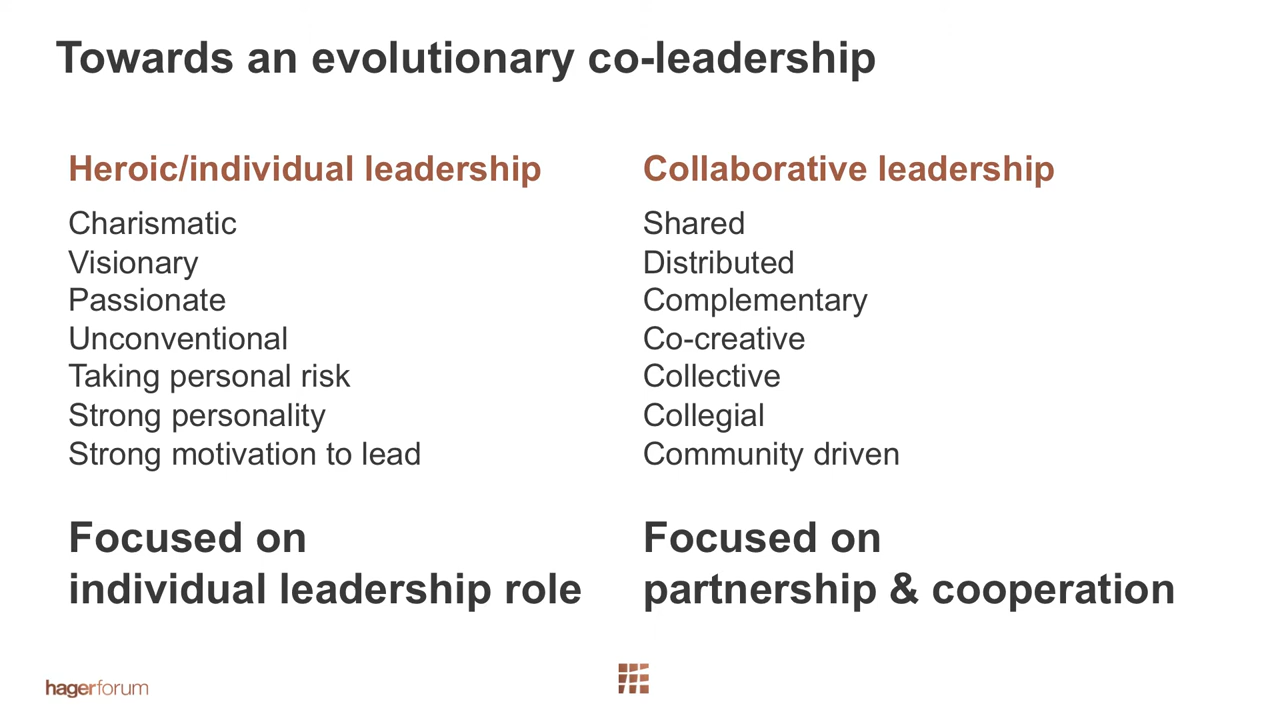 Towards an evolutionary co-leadership
Heroic/individual leadership
Charismatic
Visionary
Passionate
Unconventional
Taking personal risk
Strong personality
Strong motivation to lead
Focused on
individual leadership role
Collaborative leadership
Shared
Distributed
Complementary
Co-creative
Collective
Collegial
Community driven
Focused on
partnership & cooperation
hagerforum